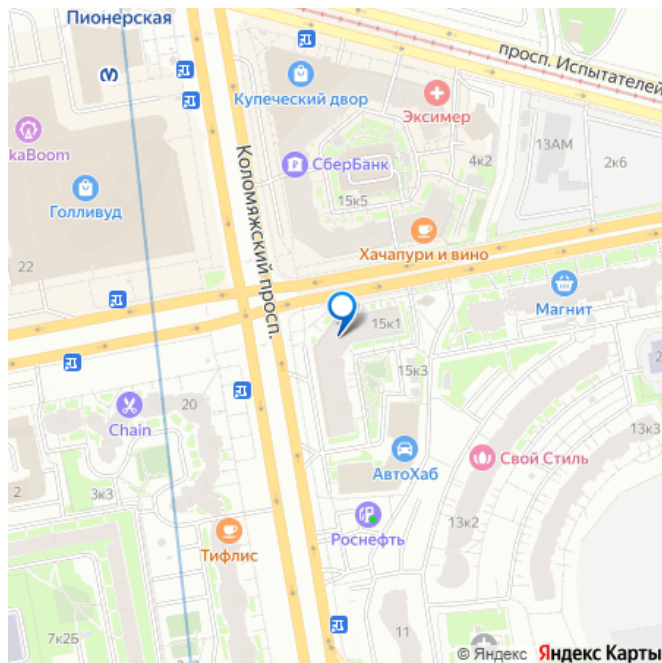 Пионерская
просп. Испытателей
Купеческий двор
Эксимер
kaBoom
Коломяжский просп.
СберБанк
13АМ
2к6
4к2
Голливуд
15к5
22
Хачапури и вино
Магнит
15к1
2
15к3
20
Chain
13к3
Свой Стиль
АвтоХаб
2
3к3
13к2
Роснефть
Тифлис
7к2Б
11
© Яндекс Яндекс Карты